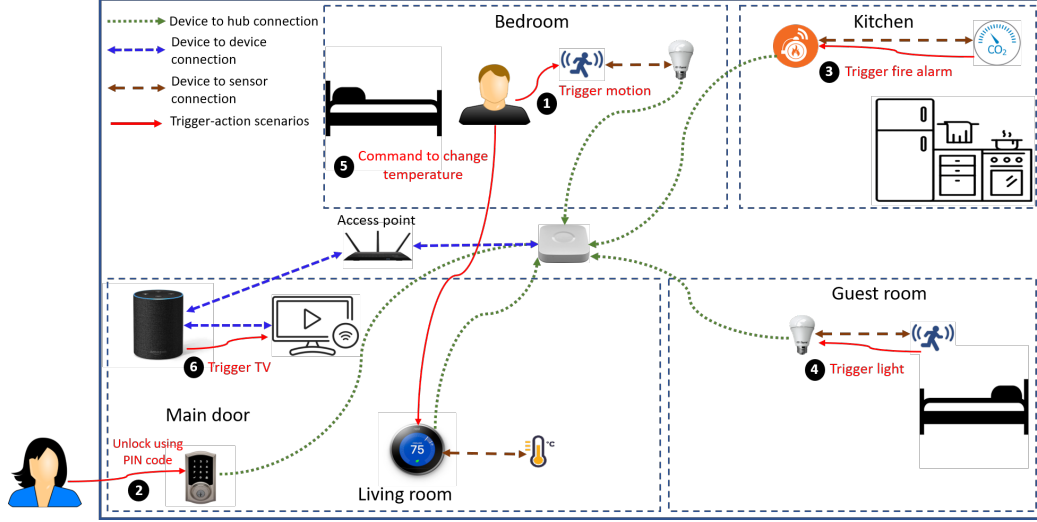 Device to hub connection
Device to device
connection
Device to sensor
connection
Trigger-action scenarios
Bedroom
1
Trigger motion
5
Command to change
temperature
Kitchen
CO2
3
Trigger fire alarm
Access point
6
Trigger TV
Main door
Unlock using
PIN code
2
75
°C
Living room
Guest room
4
Trigger light